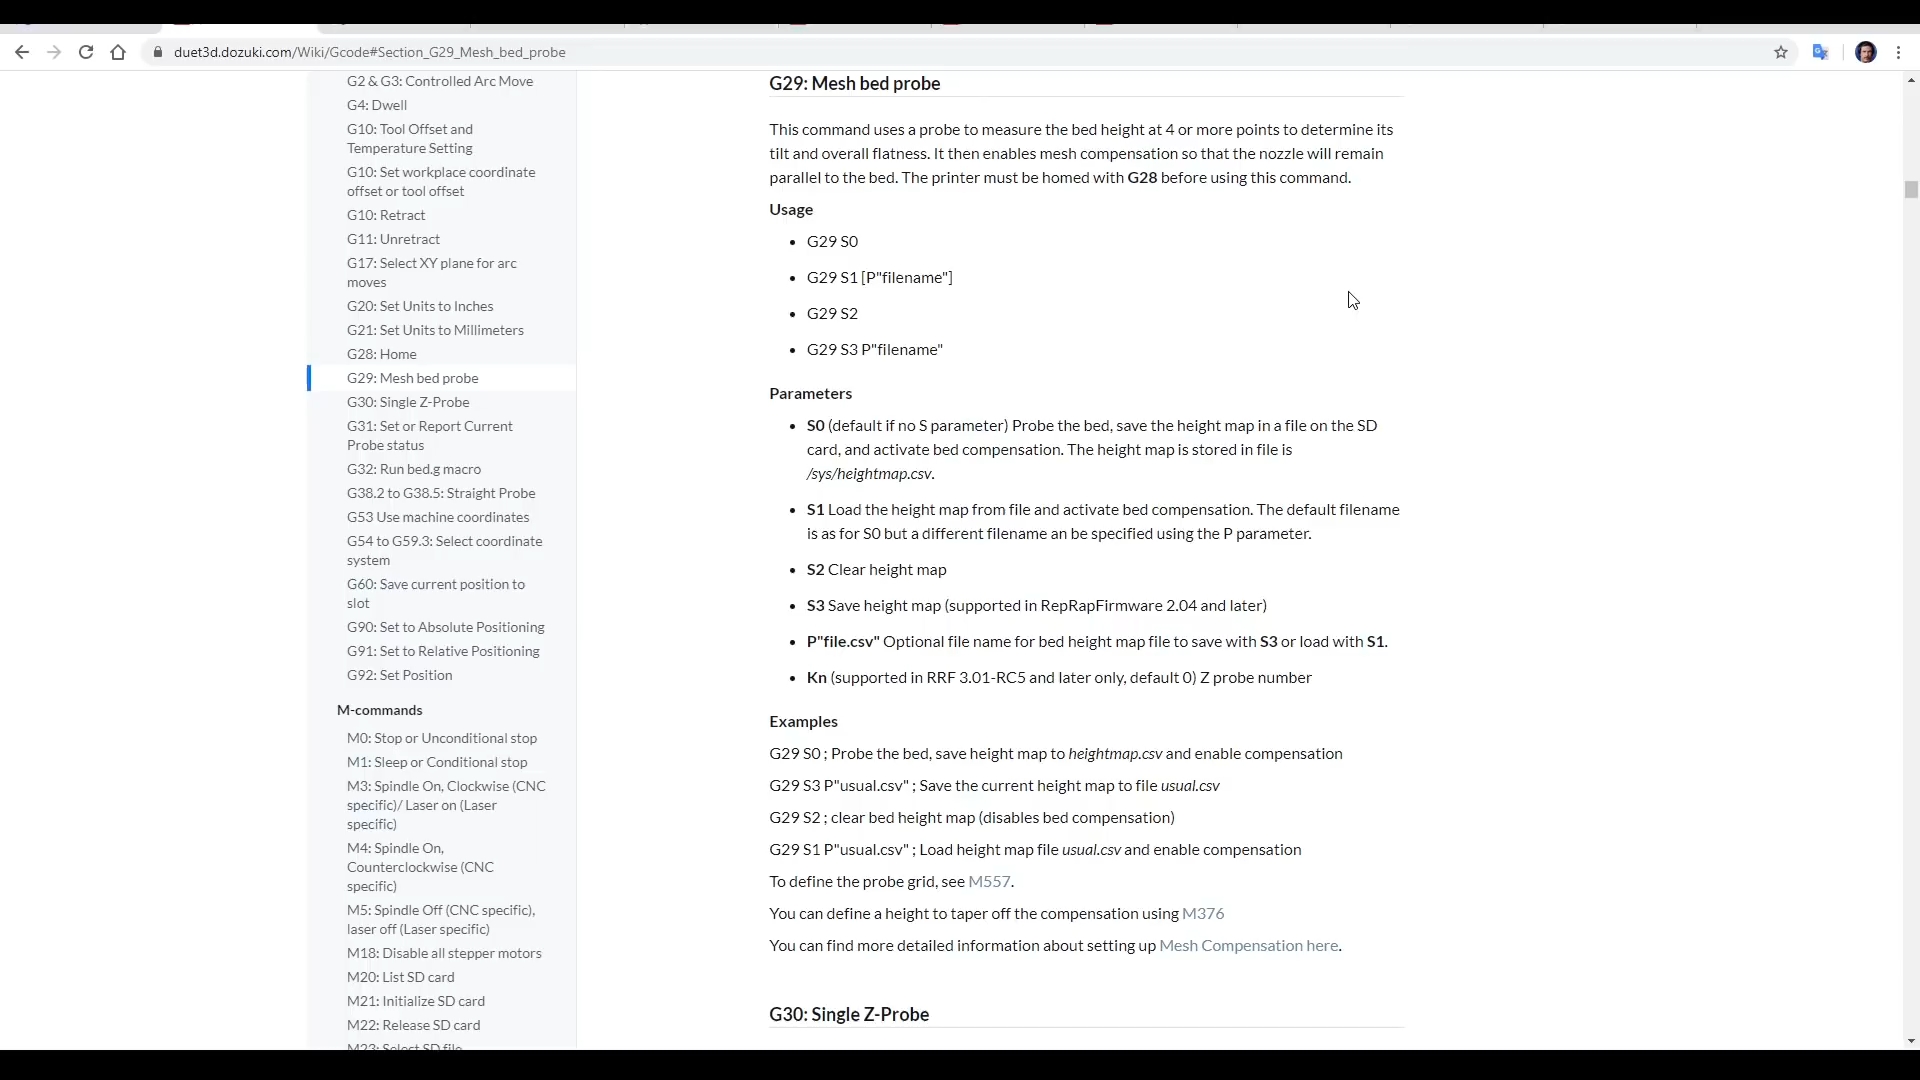 duet3d.dozuki.com/Wiki/Gcode#Section_G29_Mesh_bed_probe
G2 & G3: Controlled Arc Move
G4: Dwell
G10: Tool Offset and
Temperature Setting
G10: Set workplace coordinate
offset or tool offset
G10: Retract
G11: Unretract
G17: Select XY plane for arc
moves
G20: Set Units to Inches
G21: Set Units to Millimeters
G28: Home
G29: Mesh bed probe
G30: Single Z-Probe
G31: Set or Report Current
Probe status
G32: Run bed.g macro
G38.2 to G38.5: Straight Probe
G53 Use machine coordinates
G54 to G59.3: Select coordinate
system
G60: Save current position to
slot
G90: Set to Absolute Positioning
G91: Set to Relative Positioning
G92: Set Position
M-commands
M0: Stop or Unconditional stop
M1: Sleep or Conditional stop
M3: Spindle On, Clockwise (CNC
specific)/ Laser on (Laser
specific)
M4: Spindle On,
Counterclockwise (CNC
specific)
M5: Spindle Off (CNC specific),
laser off (Laser specific)
M18: Disable all stepper motors
M20: List SD card
M21: Initialize SD card
M22: Release SD card
M23: Select SD file
G29: Mesh bed probe
This command uses a probe to measure the bed height at 4 or more points to determine its
tilt and overall flatness. It then enables mesh compensation so that the nozzle will remain
parallel to the bed. The printer must be homed with G28 before using this command.
Usage
• G29 S0
• G29 S1 [P"filename"]
• G29 S2
• G29 S3 P"filename"
Parameters
• S0 (default if no S parameter) Probe the bed, save the height map in a file on the SD
card, and activate bed compensation. The height map is stored in file is
/sys/heightmap.csv.
• S1 Load the height map from file and activate bed compensation. The default filename
is as for S0 but a different filename an be specified using the P parameter.
• S2 Clear height map
• S3 Save height map (supported in RepRapFirmware 2.04 and later)
• P"file.csv" Optional file name for bed height map file to save with S3 or load with S1.
• Kn (supported in RRF 3.01-RC5 and later only, default 0) Z probe number
Examples
G29 S0 ; Probe the bed, save height map to heightmap.csv and enable compensation
G29 S3 P"usual.csv" ; Save the current height map to file usual.csv
G29 S2 ; clear bed height map (disables bed compensation)
G29 S1 P"usual.csv" ; Load height map file usual.csv and enable compensation
To define the probe grid, see M557.
You can define a height to taper off the compensation using M376
You can find more detailed information about setting up Mesh Compensation here.
G30: Single Z-Probe